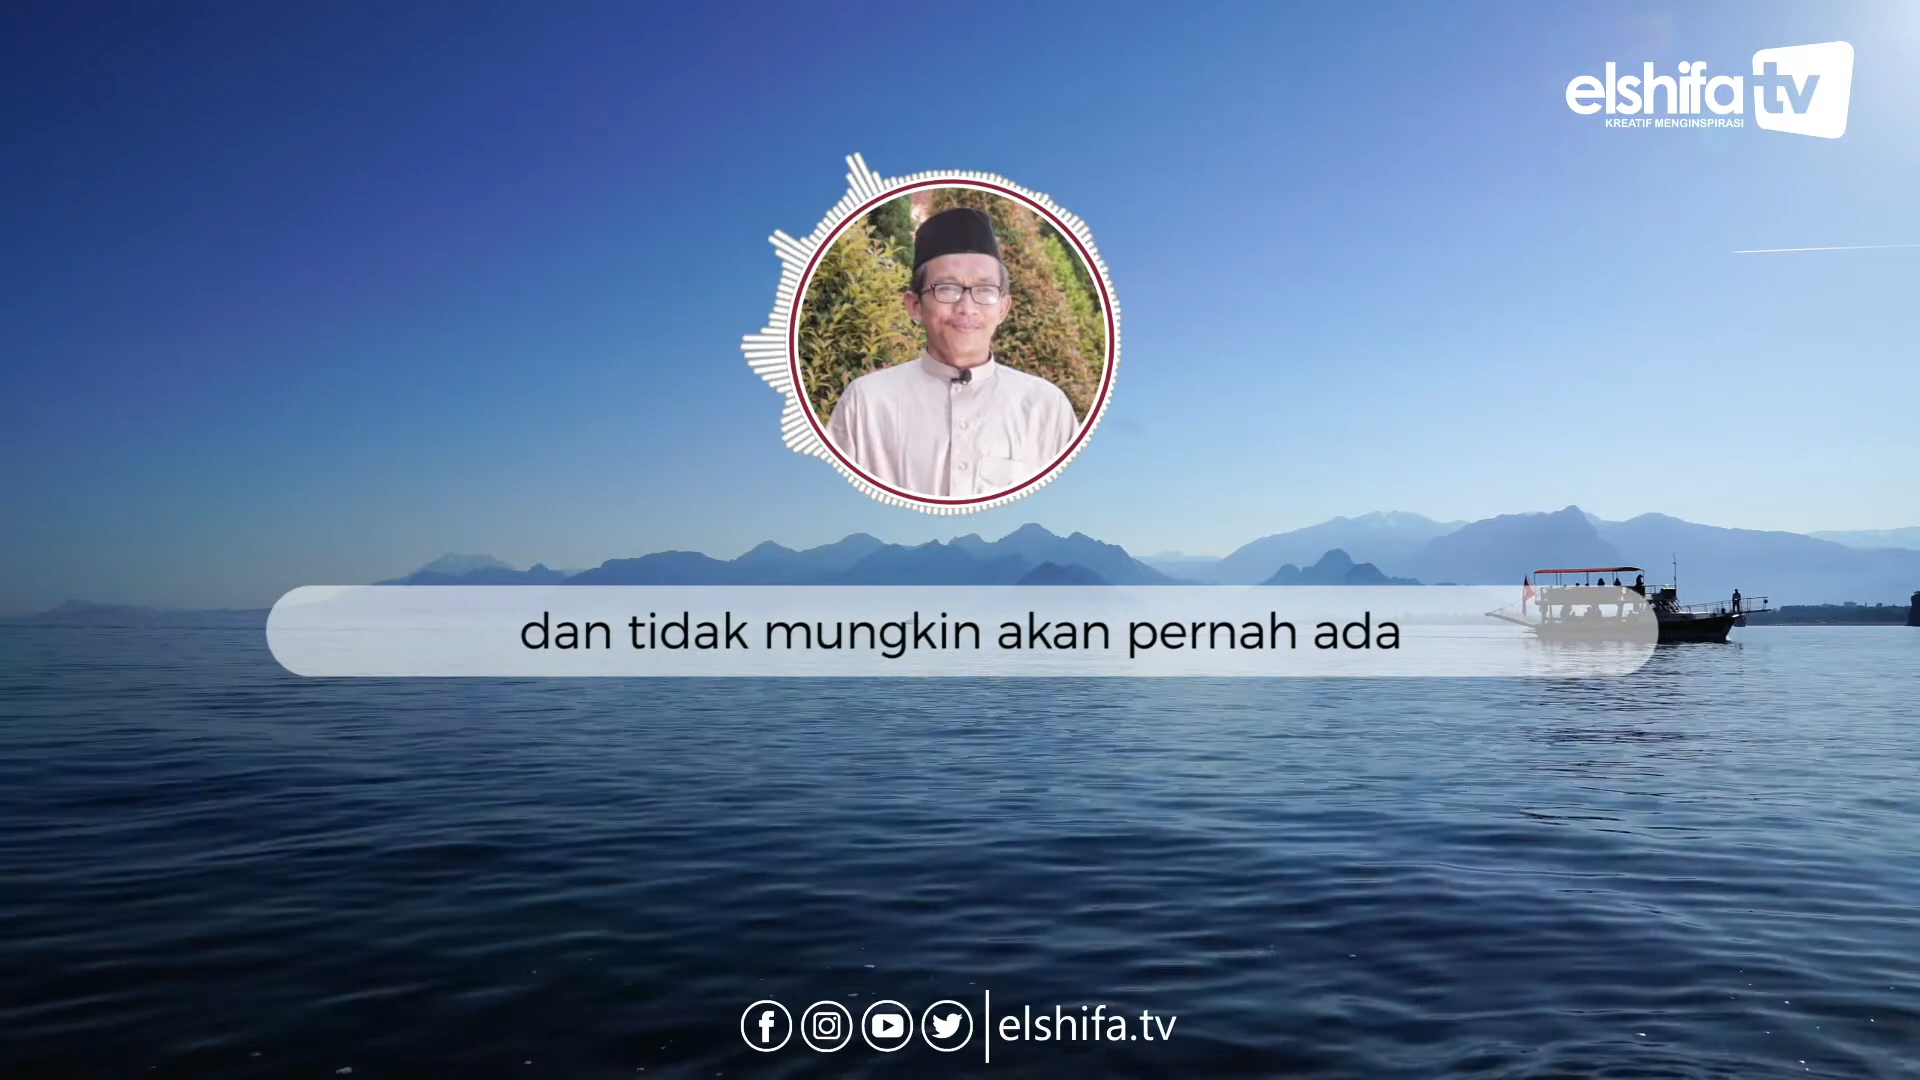 elshifa tv
KREATIF MENGINSPIRASI
dan tidak mungkin akan pernah ada
elshifa.tv